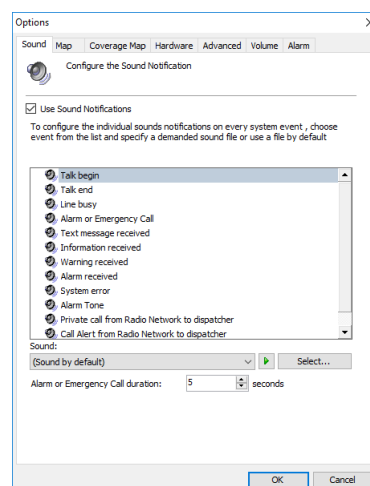 Options
Sound Map Coverage Map Hardware Advanced Volume Alarm
Configure the Sound Notification
Use Sound Notifications
To configure the individual sounds notifications on every system event , choose
event from the list and specify a demanded sound file or use a file by default
Talk begin
Talk end
Line busy
Alarm or Emergency Call
Text message received
Information received
Warning received
Alarm received
System error
Alarm Tone
Private call from Radio Network to dispatcher
Call Alert from Radio Network to dispatcher
Sound:
(Sound by default) Select...
Alarm or Emergency Call duration: 5 seconds
OK Cancel